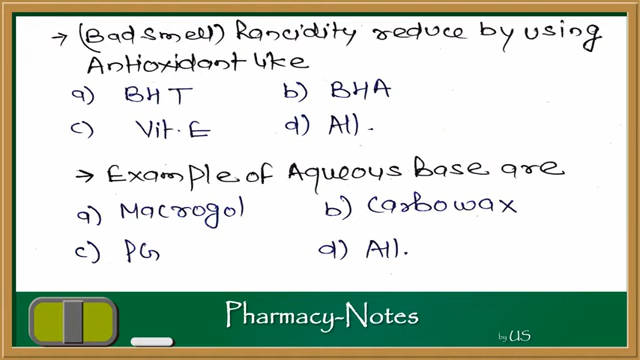 → (Bad smell) Rancidity reduce by using
Antioxidant like
a) BHT b) BHA
c) Vit. E d) All.
→ Example of Aqueous Base are
a) Macrogol b) Carbowax
c) PG d) All.
Pharmacy-Notes
by US